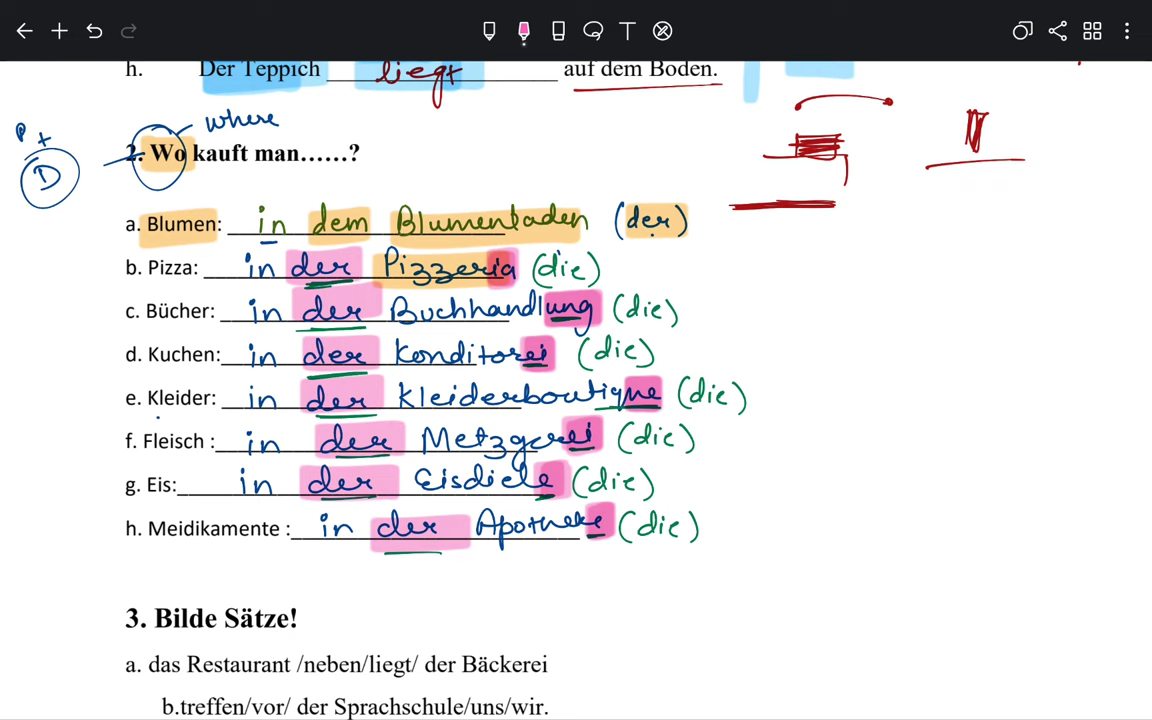 h. Der Teppich liegt auf dem Boden.
where
P +
D
2. Wo kauft man......?
a. Blumen: in dem Blumenladen (der)
b. Pizza: in der Pizzeria (die)
c. Bücher: in der Buchhandlung (die)
d. Kuchen: in der Konditorei (die)
e. Kleider: in der Kleiderboutique (die)
f. Fleisch : in der Metzgerei (die)
g. Eis: in der Eisdiele (die)
h. Meidikamente : in der Apotheke (die)
3. Bilde Sätze!
a. das Restaurant /neben/liegt/ der Bäckerei
b.treffen/vor/ der Sprachschule/uns/wir.